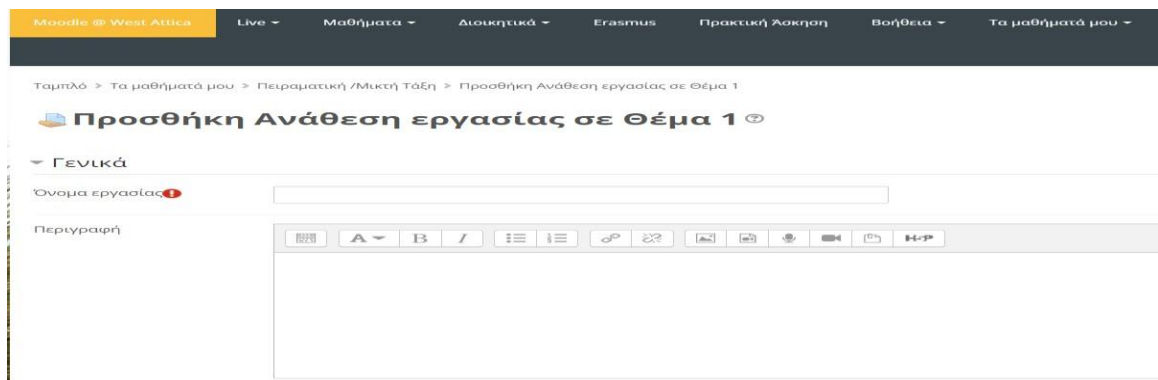 Moodle @ West Attica Live Μαθήματα Διοικητικά Erasmus Πρακτική Άσκηση Βοήθεια Τα μαθήματά μου
Ταμπλό > Τα μαθήματά μου > Πειραματική /Μικτή Τάξη > Προσθήκη Ανάθεση εργασίας σε Θέμα 1
Προσθήκη Ανάθεση εργασίας σε Θέμα 1
Γενικά
Όνομα εργασίας
Περιγραφή
A B I H-P